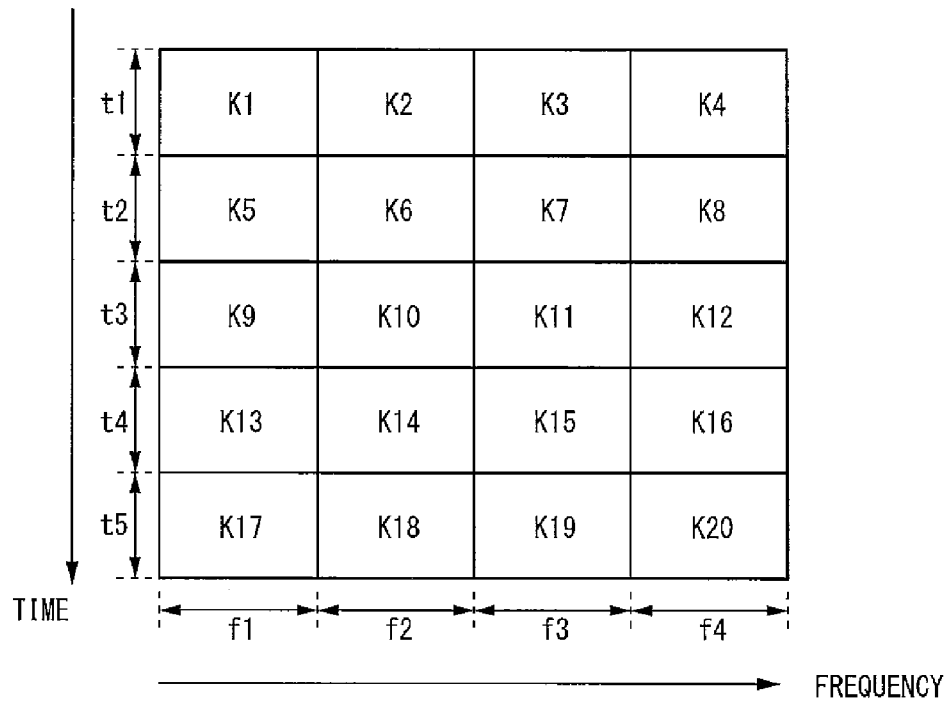 t1 K1 K2 K3 K4
t2 K5 K6 K7 K8
t3 K9 K10 K11 K12
t4 K13 K14 K15 K16
t5 K17 K18 K19 K20
TIME
f1 f2 f3 f4
FREQUENCY